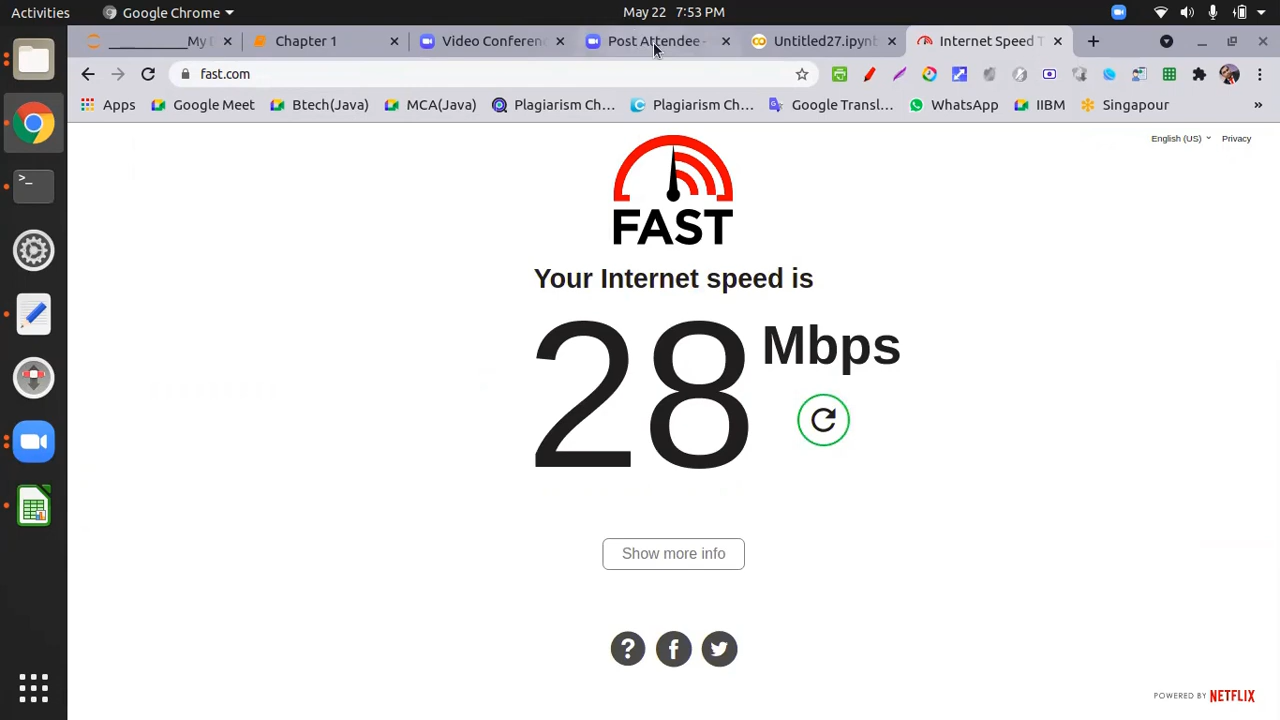 Activities Google Chrome May 22 7:53 PM
My D Chapter 1 Video Conferen Post Attendee - Untitled27.ipynb Internet Speed T
fast.com
Apps Google Meet Btech(Java) MCA(Java) Plagiarism Ch... Plagiarism Ch... Google Transl... WhatsApp IIBM Singapour »
English (US) Privacy
FAST
Your Internet speed is
28 Mbps
Show more info
POWERED BY NETFLIX